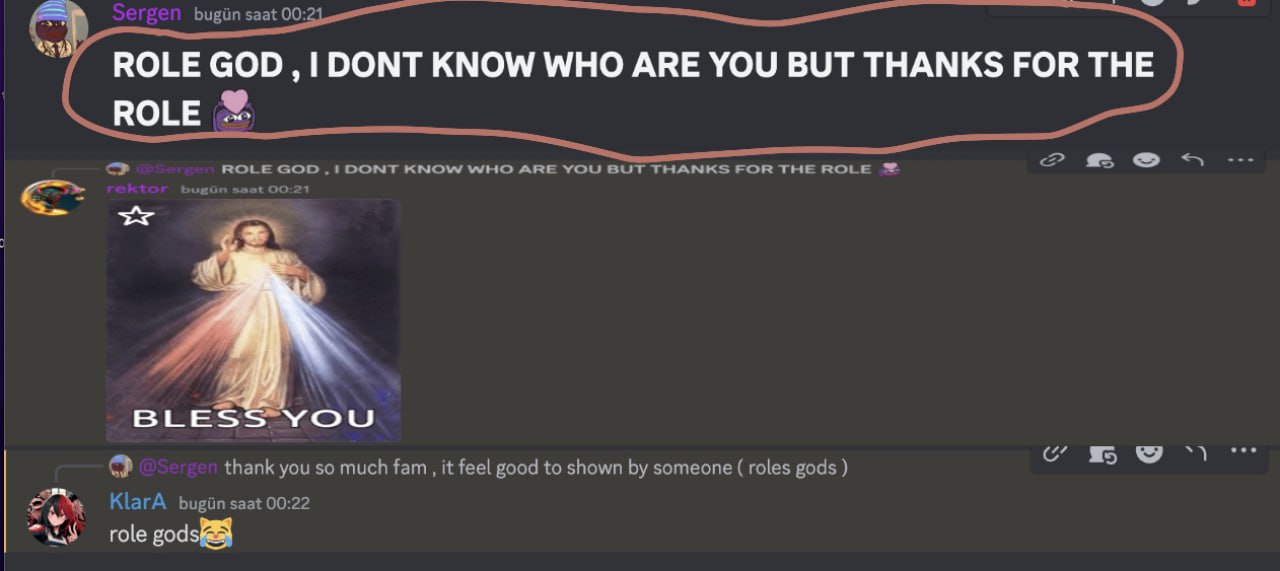 Sergen bugün saat 00:21
ROLE GOD , I DONT KNOW WHO ARE YOU BUT THANKS FOR THE
ROLE
@Sergen ROLE GOD , I DONT KNOW WHO ARE YOU BUT THANKS FOR THE ROLE
rektor bugün saat 00:21
BLESS YOU
@Sergen thank you so much fam , it feel good to shown by someone ( roles gods )
KlarA bugün saat 00:22
role gods